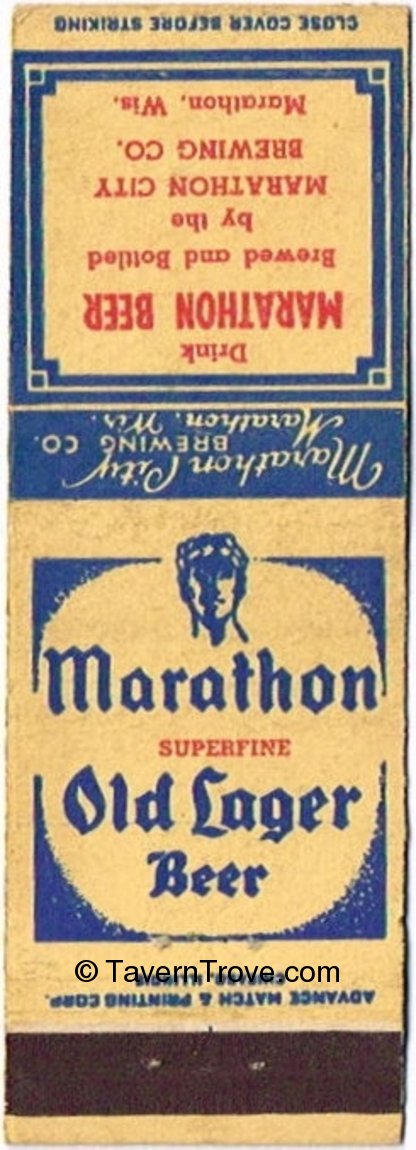 CLOSE COVER BEFORE STRIKING
Drink
MARATHON BEER
Brewed and Bottled
by the
MARATHON CITY
BREWING CO.
Marathon, Wis.
Marathon City
BREWING CO.
Marathon, Wis.
Marathon
SUPERFINE
Old Lager
Beer
© TavernTrove.com
ADVANCE MATCH & PRINTING CORP.